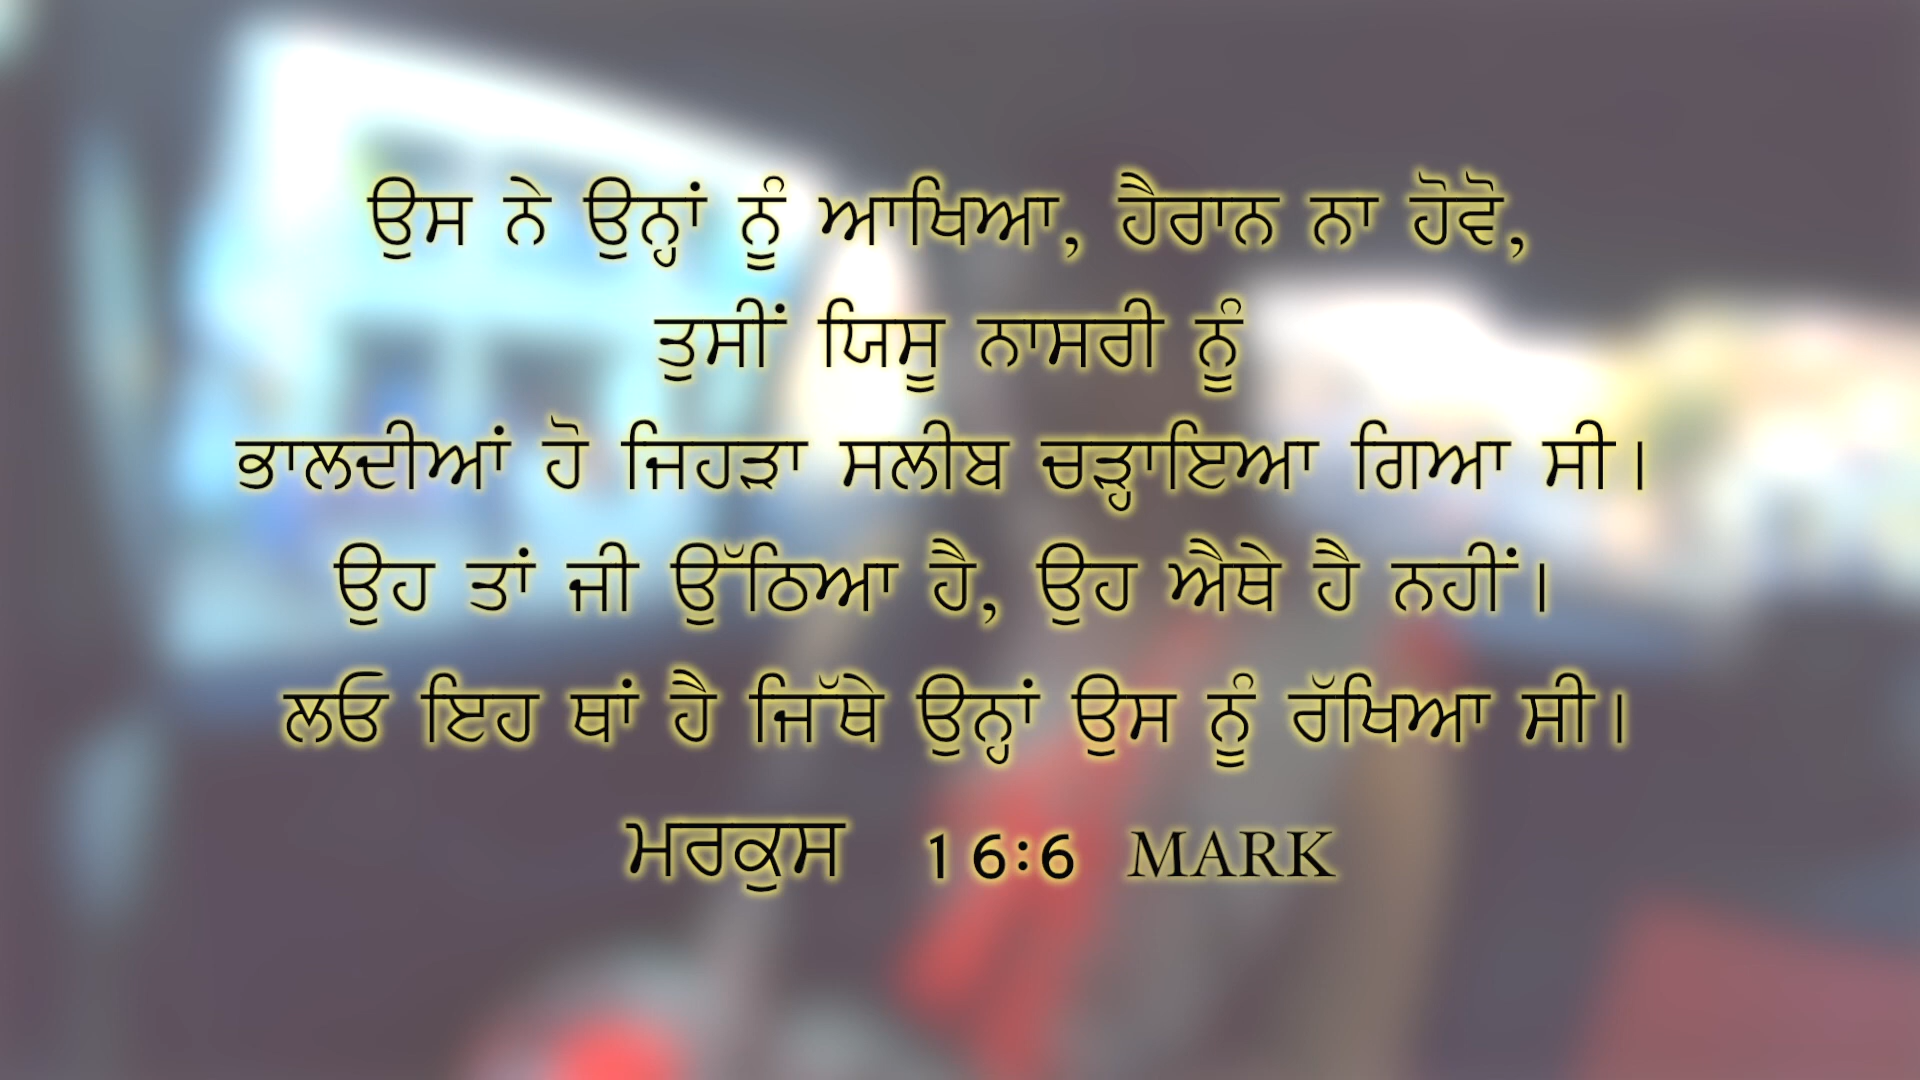 ਉਸ ਨੇ ਉਨ੍ਹਾਂ ਨੂੰ ਆਖਿਆ, ਹੈਰਾਨ ਨਾ ਹੋਵੋ,
ਤੁਸੀਂ ਯਿਸੂ ਨਾਸਰੀ ਨੂੰ
ਭਾਲਦੀਆਂ ਹੋ ਜਿਹੜਾ ਸਲੀਬ ਚੜ੍ਹਾਇਆ ਗਿਆ ਸੀ।
ਉਹ ਤਾਂ ਜੀ ਉੱਠਿਆ ਹੈ, ਉਹ ਐਥੇ ਹੈ ਨਹੀਂ।
ਲਓ ਇਹ ਥਾਂ ਹੈ ਜਿੱਥੇ ਉਨ੍ਹਾਂ ਉਸ ਨੂੰ ਰੱਖਿਆ ਸੀ।
ਮਰਕੁਸ 16:6 MARK